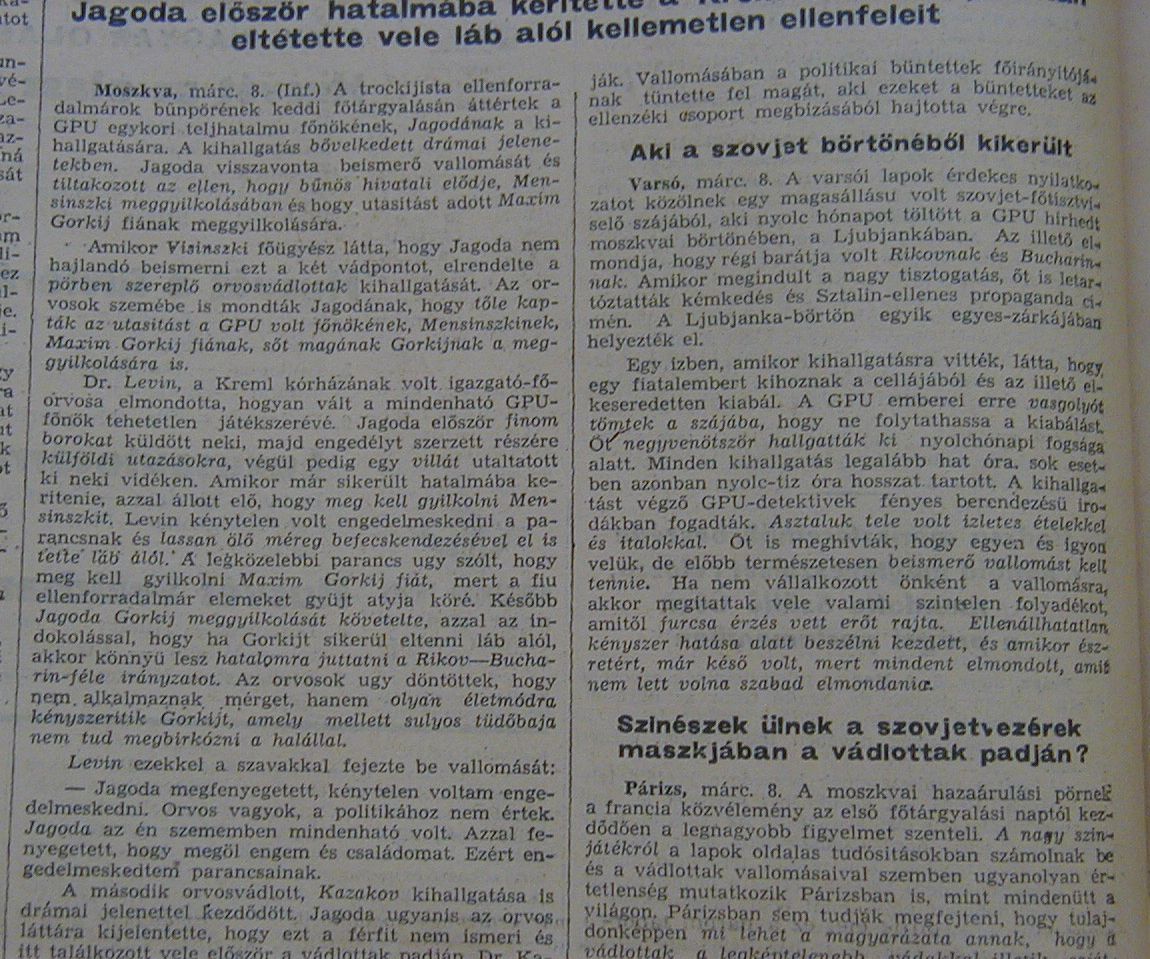 Jagoda először hatalmába kerítette a
eltétette vele láb alól kellemetlen ellenfeleit
Moszkva, márc. 8. (Inf.) A trockijista ellenforra-
dalmárok bűnpörének keddi főtárgyalásán áttértek a
GPU egykori teljhatalmu főnökének, Jagodának a ki-
hallgatására. A kihallgatás bővelkedett drámai jelene-
tekben. Jagoda visszavonta beismerő vallomását és
tiltakozott az ellen, hogy bűnös hivatali elődje, Men-
sinszki meggyilkolásában és hogy utasitást adott Maxim
Gorkij fiának meggyilkolására.
Amikor Visinszki főügyész látta, hogy Jagoda nem
hajlandó beismerni ezt a két vádpontot, elrendelte a
pörben szereplő orvosvádlottak kihallgatását. Az or-
vosok szemébe is mondták Jagodának, hogy tőle kap-
ták az utasitást a GPU volt főnökének, Mensinszkinek,
Maxim Gorkij fiának, sőt magának Gorkijnak a meg-
gyilkolására is.
Dr. Levin, a Kreml kórházának volt igazgató-fő-
orvosa elmondotta, hogyan vált a mindenható GPU-
főnök tehetetlen játékszerévé. Jagoda először finom
borokat küldött neki, majd engedélyt szerzett részére
külföldi utazásokra, végül pedig egy villát utaltatott
ki neki vidéken. Amikor már sikerült hatalmába ke-
ritenie, azzal állott elő, hogy meg kell gyilkolni Men-
sinszkit. Levin kénytelen volt engedelmeskedni a pa-
rancsnak és lassan ölő méreg befecskendezésével el is
tette láb alól. A legközelebbi parancs ugy szólt, hogy
meg kell gyilkolni Maxim Gorkij fiát, mert a fiu
ellenforradalmár elemeket gyüjt atyja köré. Később
Jagoda Gorkij meggyilkolását követelte, azzal az in-
dokolással, hogy ha Gorkijt sikerül eltenni láb alól,
akkor könnyü lesz hatalomra juttatni a Rikov—Bucha-
rin-féle irányzatot. Az orvosok ugy döntöttek, hogy
nem alkalmaznak mérget, hanem olyan életmódra
kényszeritik Gorkijt, amely mellett sulyos tüdőbaja
nem tud megbirkózni a halállal.
Levin ezekkel a szavakkal fejezte be vallomását:
— Jagoda megfenyegetett, kénytelen voltam enge-
delmeskedni. Orvos vagyok, a politikához nem értek.
Jagoda az én szememben mindenható volt. Azzal fe-
nyegetett, hogy megöl engem és családomat. Ezért en-
gedelmeskedtem parancsainak.
A második orvosvádlott, Kazakov kihallgatása is
drámai jelenettel kezdődött. Jagoda ugyanis az orvos
láttára kijelentette, hogy ezt a férfit nem ismeri és
itt találkozott vele először a vádlottak padján. Dr. Ka-
ják. Vallomásában a politikai büntettek főirányitójá-
nak tüntette fel magát, aki ezeket a büntetteket az
ellenzéki csoport megbizásából hajtotta végre.
Aki a szovjet börtönéből kikerült
Varsó, márc. 8. A varsói lapok érdekes nyilatko-
zatot közölnek egy magasállásu volt szovjet-főtisztvi-
selő szájából, aki nyolc hónapot töltött a GPU hirhedt
moszkvai börtönében, a Ljubjankában. Az illető el-
mondja, hogy régi barátja volt Rikovnak és Bucharin-
nak. Amikor megindult a nagy tisztogatás, őt is letar-
tóztatták kémkedés és Sztalin-ellenes propaganda ci-
mén. A Ljubjanka-börtön egyik egyes-zárkájában
helyezték el.
Egy izben, amikor kihallgatásra vitték, látta, hogy
egy fiatalembert kihoznak a cellájából és az illető el-
keseredetten kiabál. A GPU emberei erre vasgolyót
tömtek a szájába, hogy ne folytathassa a kiabálást.
Őt negyvenötször hallgatták ki nyolchónapi fogsága
alatt. Minden kihallgatás legalább hat óra, sok eset-
ben azonban nyolc-tiz óra hosszat tartott. A kihallga-
tást végző GPU-detektivek fényes berendezésü iro-
dákban fogadták. Asztaluk tele volt izletes ételekkel
és italokkal. Őt is meghivták, hogy egyen és igyon
velük, de előbb természetesen beismerő vallomást kell
tennie. Ha nem vállalkozott önként a vallomásra,
akkor megitattak vele valami szintelen folyadékot,
amitől furcsa érzés vett erőt rajta. Ellenállhatatlan
kényszer hatása alatt beszélni kezdett, és amikor ész-
retért, már késő volt, mert mindent elmondott, amit
nem lett volna szabad elmondania.
Szinészek ülnek a szovjetvezérek
maszkjában a vádlottak padján?
Párizs, márc. 8. A moszkvai hazaárulási pörnek
a francia közvélemény az első főtárgyalási naptól kez-
dődően a legnagyobb figyelmet szenteli. A nagy szin-
játékról a lapok oldalas tudósitásokban számolnak be
és a vádlottak vallomásaival szemben ugyanolyan ér-
tetlenség mutatkozik Párizsban is, mint mindenütt a
világon. Párizsban sem tudják megfejteni, hogy tulaj-
donképpen mi lehet a magyarázata annak, hogy a
vádlottak a legképtelenebb vádakkal